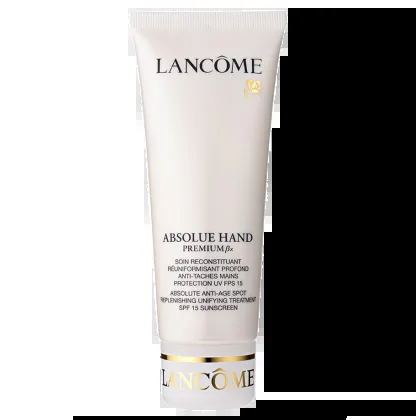 LANCÔME
ABSOLUE HAND
PREMIUM βx
SOIN RECONSTITUANT
RÉUNIFORMISANT PROFOND
ANTI-TACHES MAINS
PROTECTION UV FPS 15
ABSOLUTE ANTI-AGE SPOT
REPLENISHING UNIFYING TREATMENT
SPF 15 SUNSCREEN
LANCÔME